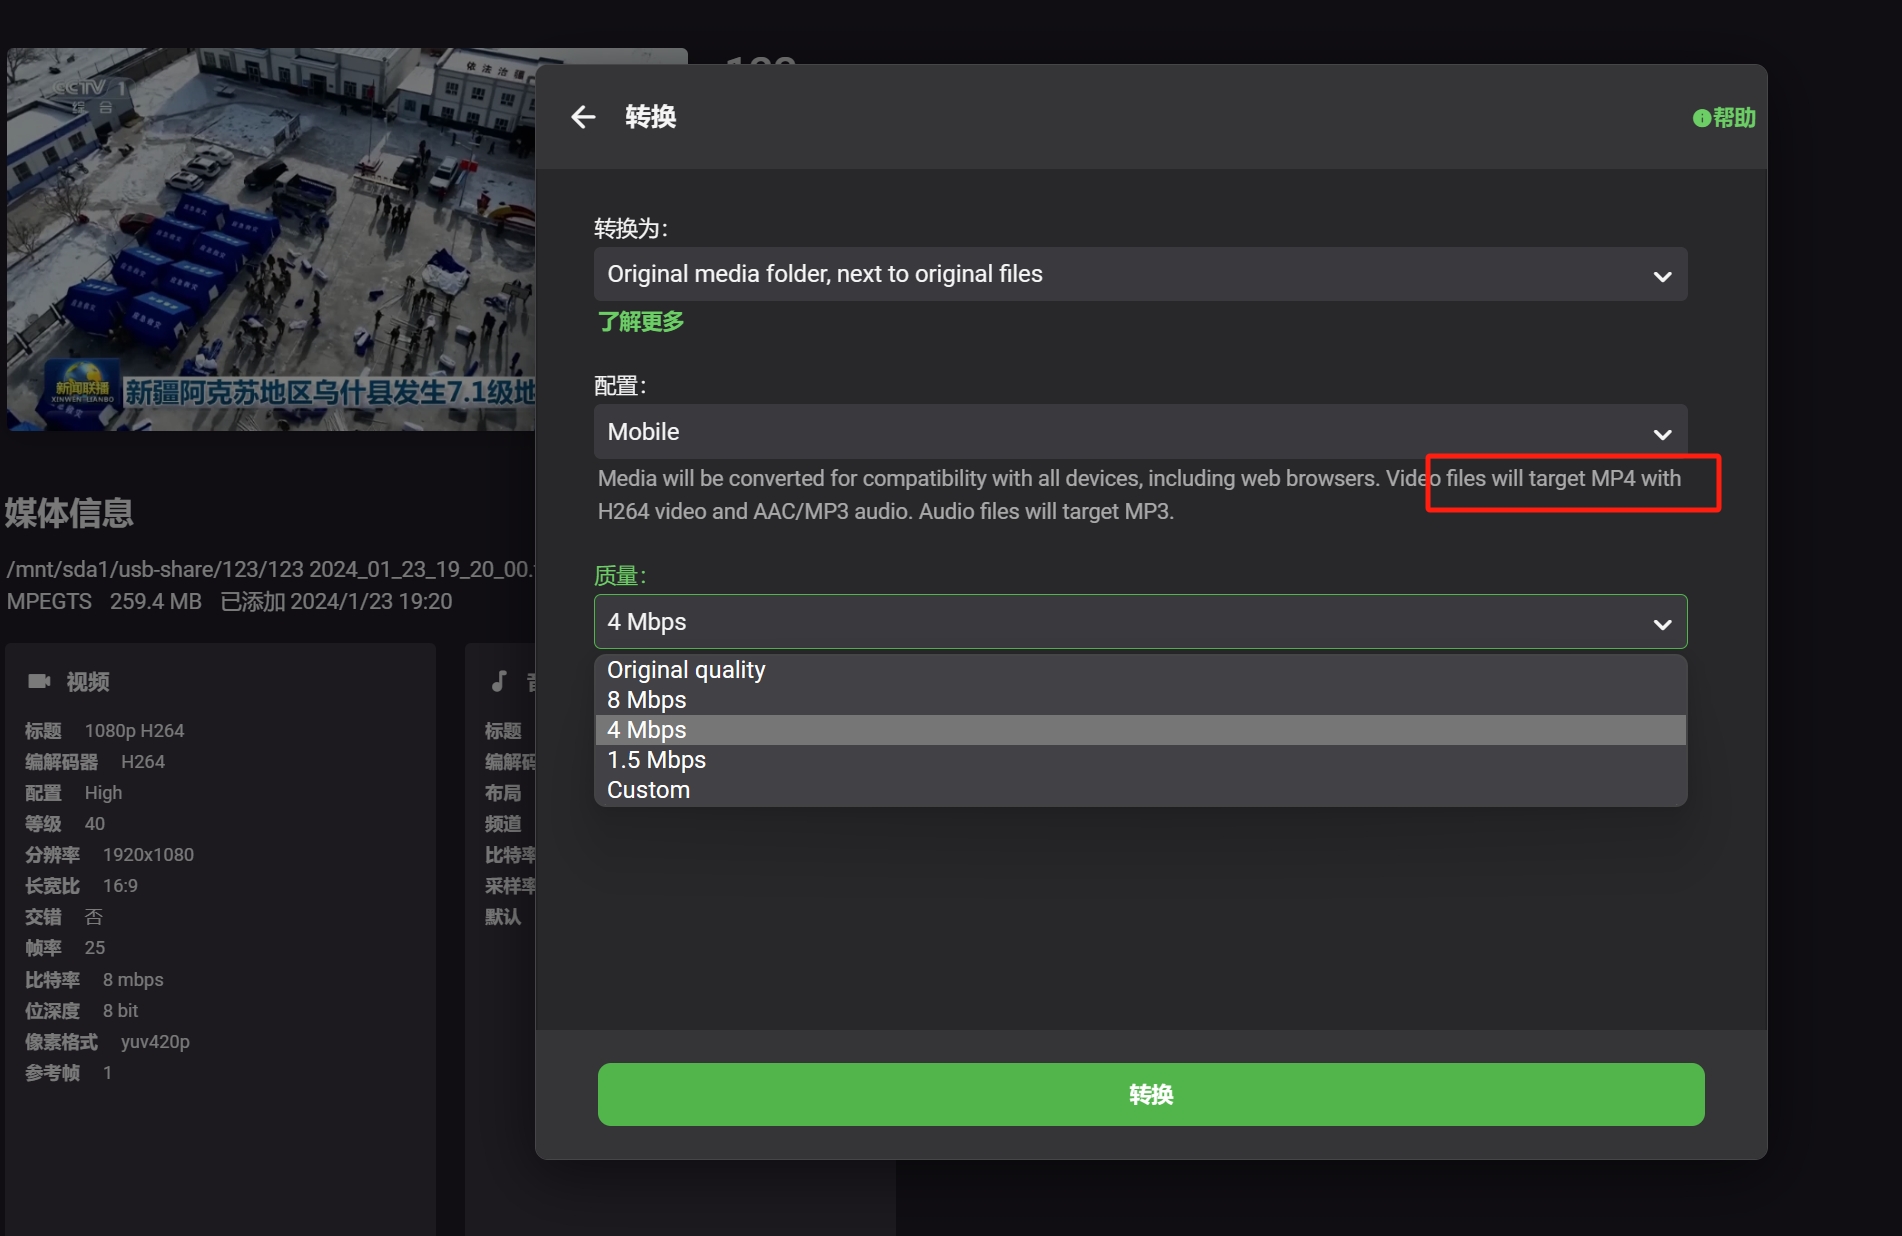 CCTV 1
综合
依法治疆
新闻联播
XINWEN LIANBO
新疆阿克苏地区乌什县发生7.1级地
转换
帮助
转换为:
Original media folder, next to original files
了解更多
配置:
Mobile
Media will be converted for compatibility with all devices, including web browsers. Video files will target MP4 with
H264 video and AAC/MP3 audio. Audio files will target MP3.
质量:
4 Mbps
Original quality
8 Mbps
4 Mbps
1.5 Mbps
Custom
转换
媒体信息
/mnt/sda1/usb-share/123/123 2024_01_23_19_20_00.
MPEGTS 259.4 MB 已添加 2024/1/23 19:20
视频
标题 1080p H264
编解码器 H264
配置 High
等级 40
分辨率 1920x1080
长宽比 16:9
交错 否
帧率 25
比特率 8 mbps
位深度 8 bit
像素格式 yuv420p
参考帧 1
标题
编解码
布局
频道
比特率
采样率
默认